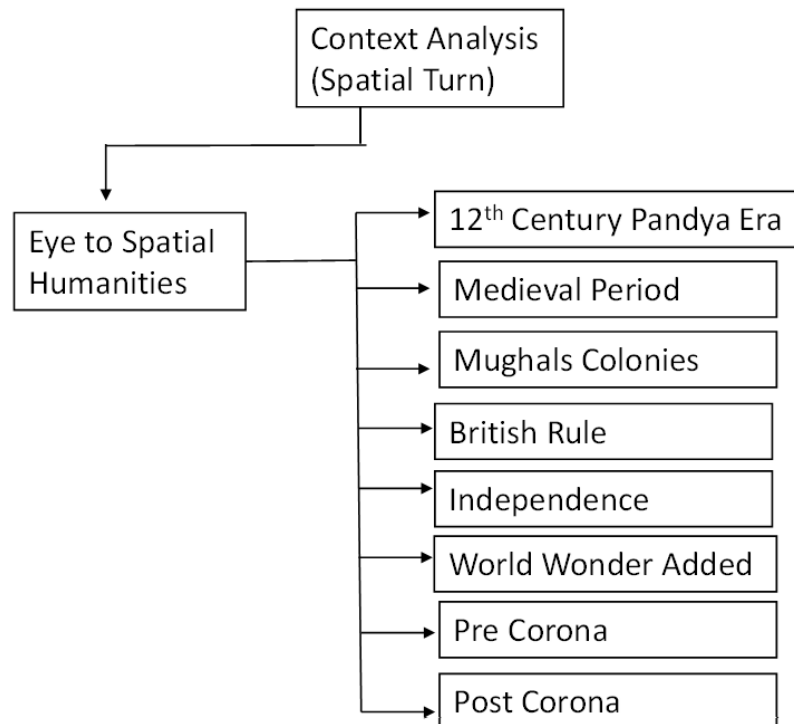 Context Analysis
(Spatial Turn)
Eye to Spatial
Humanities
12th Century Pandya Era
Medieval Period
Mughals Colonies
British Rule
Independence
World Wonder Added
Pre Corona
Post Corona